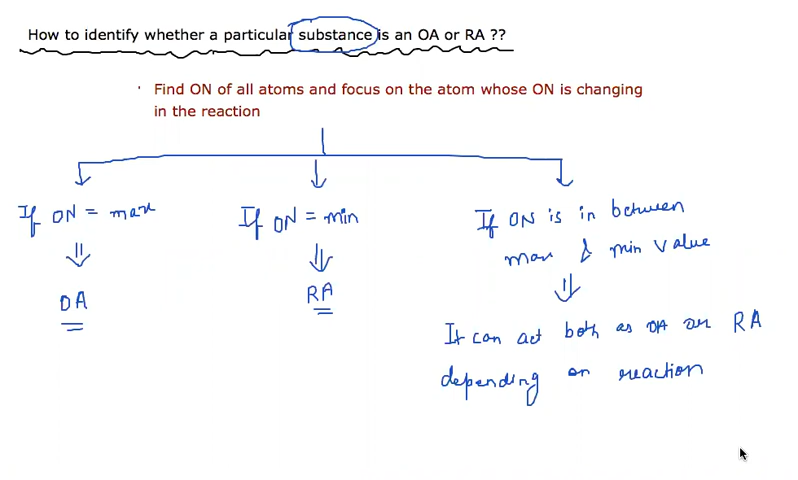 How to identify whether a particular substance is an OA or RA ??
· Find ON of all atoms and focus on the atom whose ON is changing
in the reaction
If ON = max
If ON = min
If ON is in between
max & min value
OA
RA
It can act both as OA or RA
depending on reaction